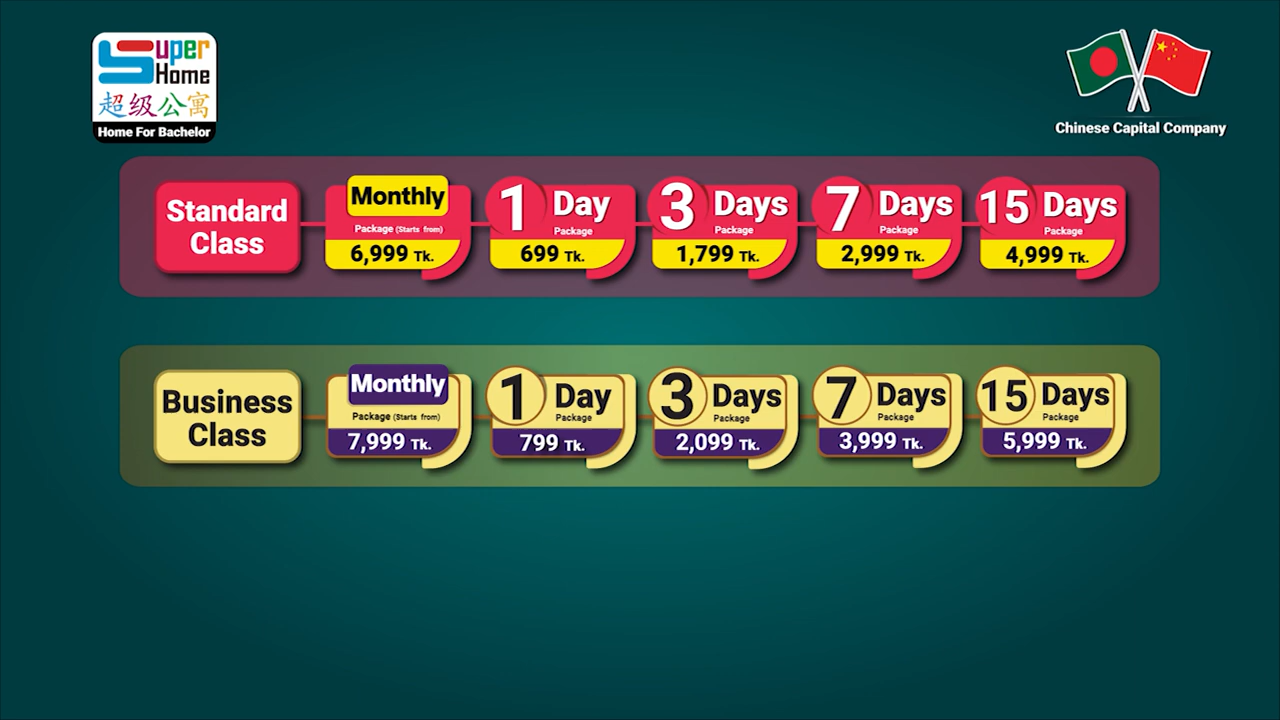 Super
Home
超级公寓
Home For Bachelor
Chinese Capital Company
Standard
Class
Monthly
Package (Starts from)
6,999 Tk.
1 Day
Package
699 Tk.
3 Days
Package
1,799 Tk.
7 Days
Package
2,999 Tk.
15 Days
Package
4,999 Tk.
Business
Class
Monthly
Package (Starts from)
7,999 Tk.
1 Day
Package
799 Tk.
3 Days
Package
2,099 Tk.
7 Days
Package
3,999 Tk.
15 Days
Package
5,999 Tk.